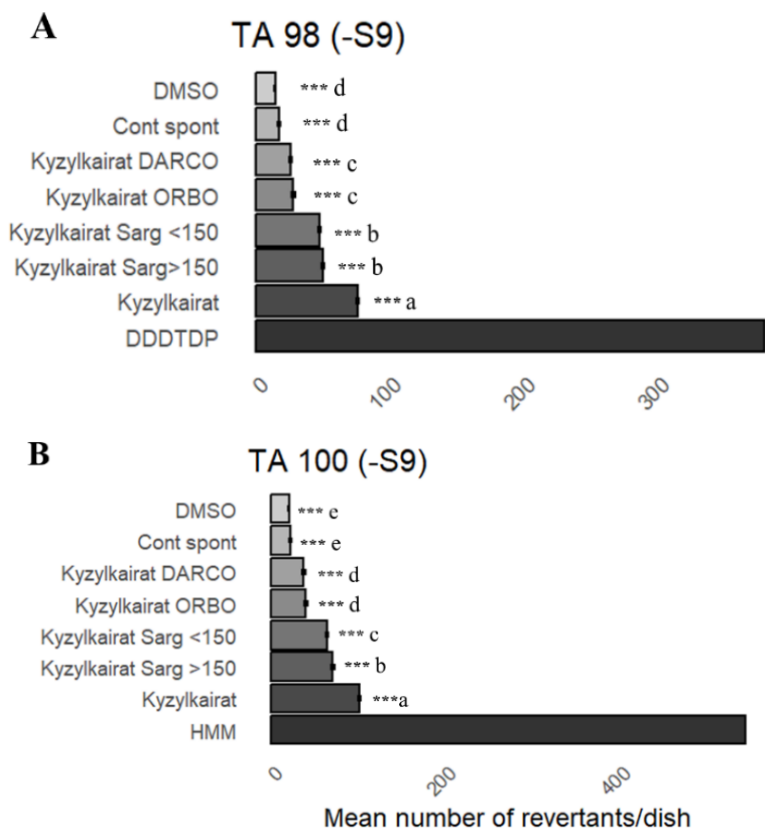 A
TA 98 (-S9)
DMSO *** d
Cont spont *** d
Kyzylkairat DARCO *** c
Kyzylkairat ORBO *** c
Kyzylkairat Sarg <150 *** b
Kyzylkairat Sarg>150 *** b
Kyzylkairat *** a
DDDTDP
0 100 200 300
B
TA 100 (-S9)
DMSO *** e
Cont spont *** e
Kyzylkairat DARCO *** d
Kyzylkairat ORBO *** d
Kyzylkairat Sarg <150 *** c
Kyzylkairat Sarg >150 *** b
Kyzylkairat ***a
HMM
0 200 400
Mean number of revertants/dish